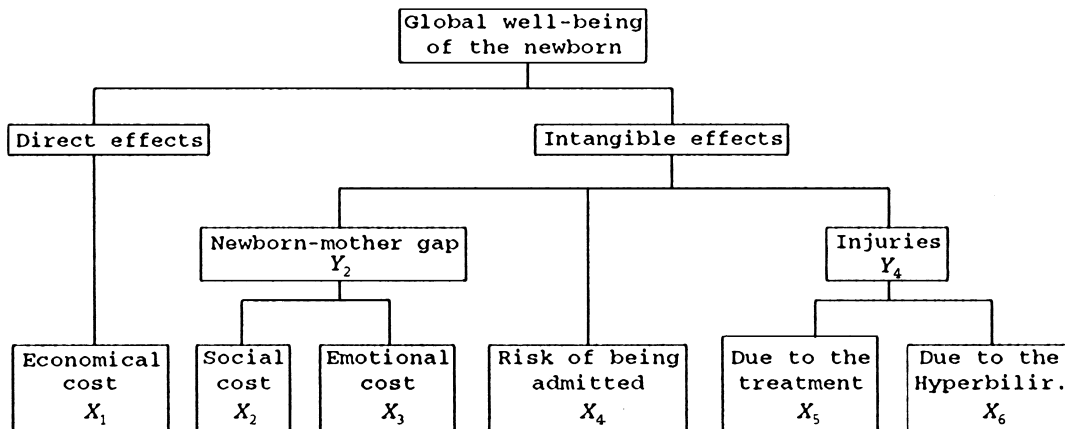 Global well-being
of the newborn
Direct effects
Intangible effects
Newborn-mother gap
Y₂
Injuries
Y₄
Economical
cost
X₁
Social
cost
X₂
Emotional
cost
X₃
Risk of being
admitted
X₄
Due to the
treatment
X₅
Due to the
Hyperbilir.
X₆